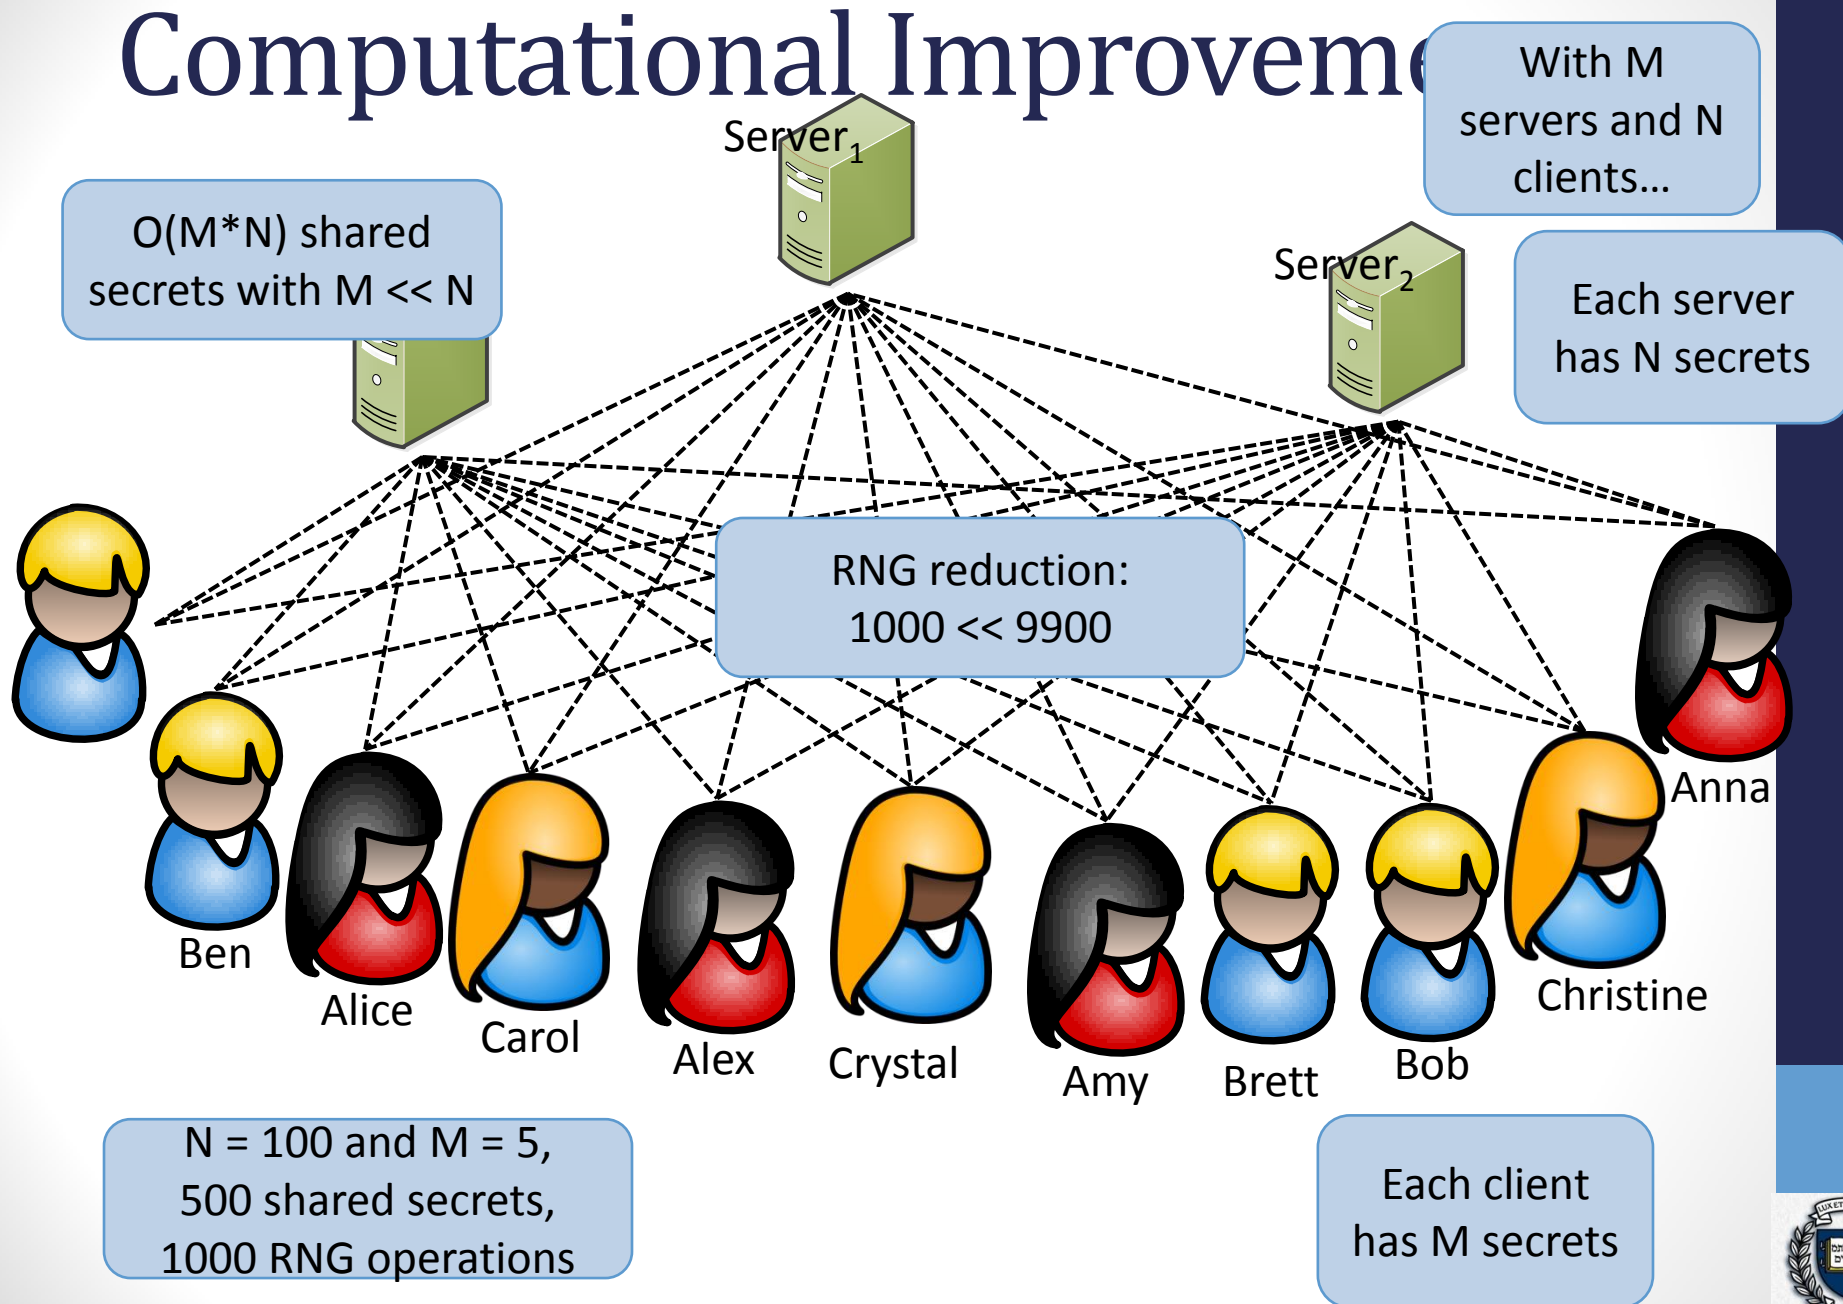 Computational Improveme
With M
servers and N
clients…
Server1
O(M*N) shared
secrets with M << N
Server2
Each server
has N secrets
RNG reduction:
1000 << 9900
Anna
Ben
Alice
Carol
Alex
Crystal
Amy
Brett
Bob
Christine
N = 100 and M = 5,
500 shared secrets,
1000 RNG operations
Each client
has M secrets